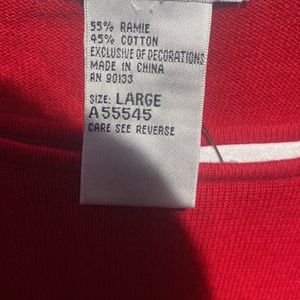 55% RAMIE
45% COTTON
EXCLUSIVE OF DECORATIONS
MADE IN CHINA
RN 90133
SIZE: LARGE
A55545
CARE SEE REVERSE